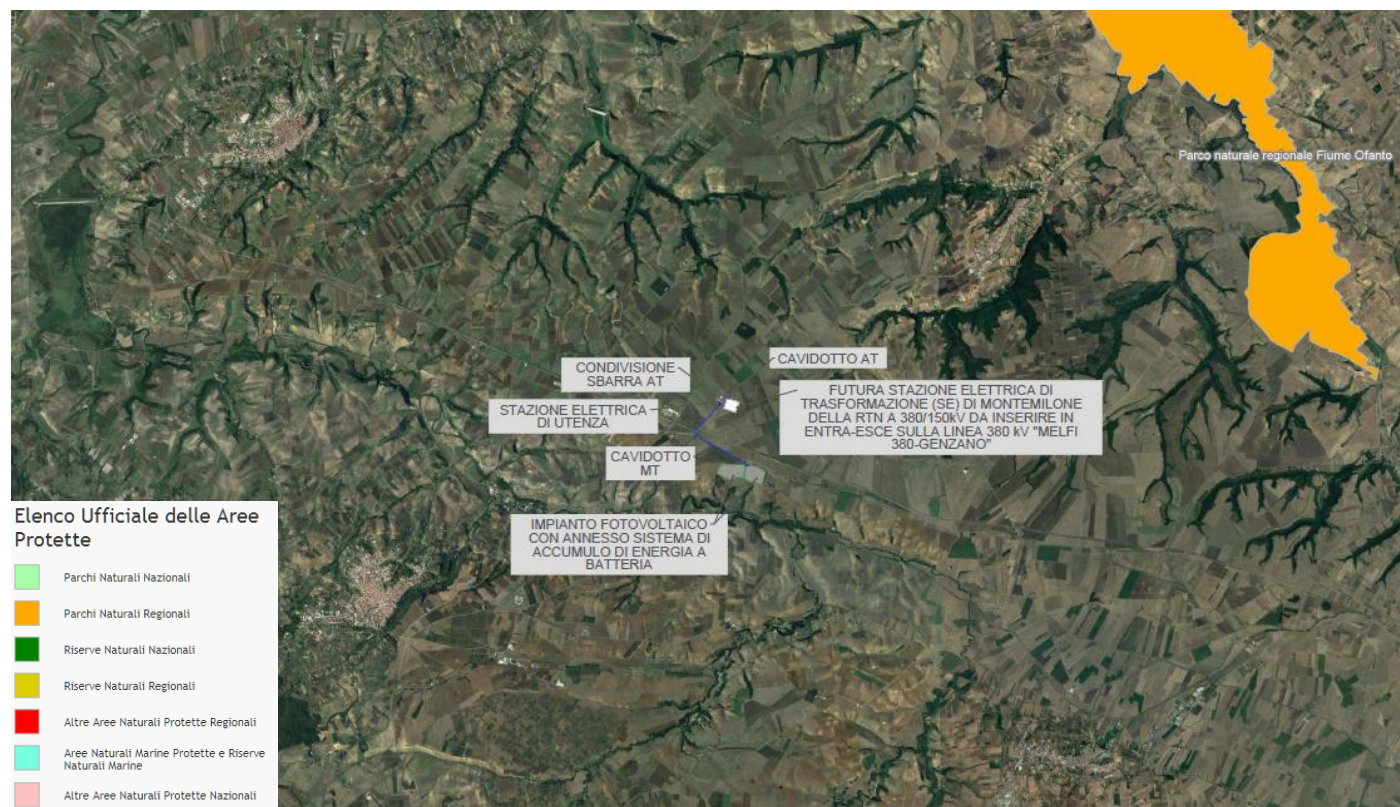 Parco naturale regionale Fiume Ofanto
CAVIDOTTO AT
CONDIVISIONE
SBARRA AT
FUTURA STAZIONE ELETTRICA DI
TRASFORMAZIONE (SE) DI MONTEMILONE
DELLA RTN A 380/150kV DA INSERIRE IN
ENTRA-ESCE SULLA LINEA 380 kV "MELFI
380-GENZANO"
STAZIONE ELETTRICA
DI UTENZA
CAVIDOTTO
MT
IMPIANTO FOTOVOLTAICO
CON ANNESSO SISTEMA DI
ACCUMULO DI ENERGIA A
BATTERIA
Elenco Ufficiale delle Aree
Protette
Parchi Naturali Nazionali
Parchi Naturali Regionali
Riserve Naturali Nazionali
Riserve Naturali Regionali
Altre Aree Naturali Protette Regionali
Aree Naturali Marine Protette e Riserve
Naturali Marine
Altre Aree Naturali Protette Nazionali